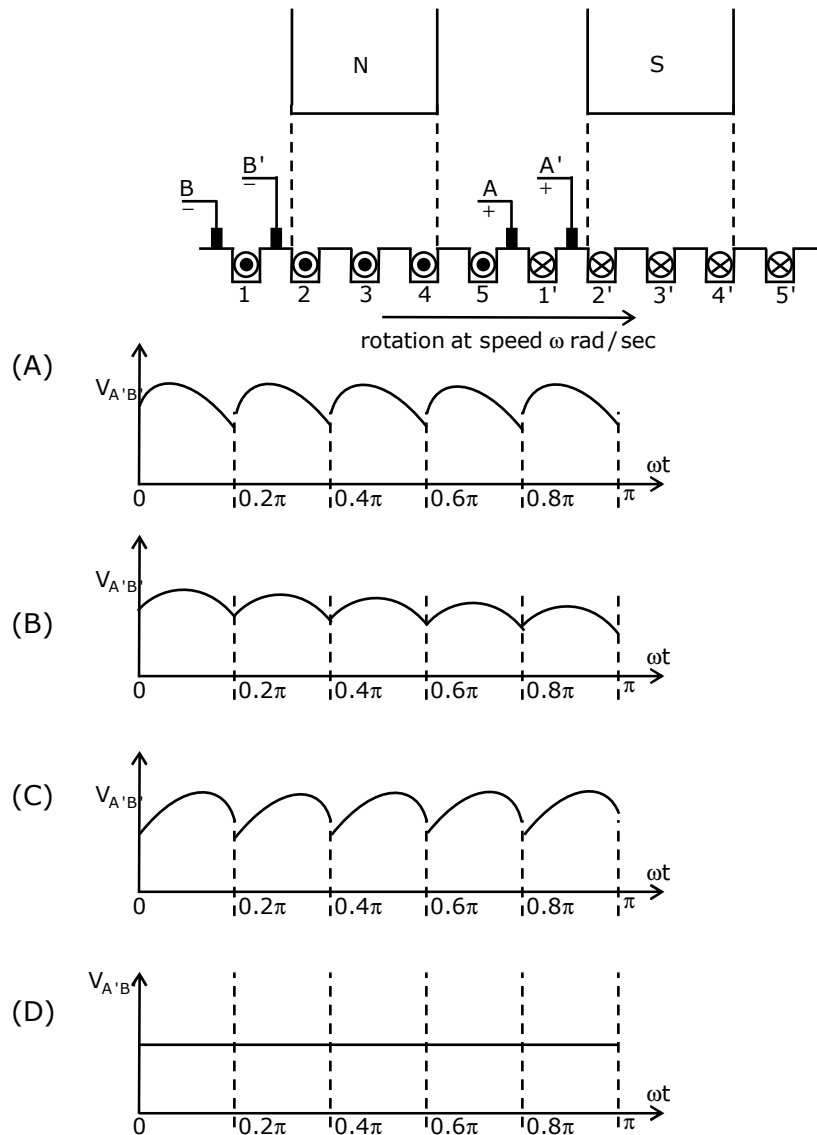 N S
B B' A A'
− − + +
1 2 3 4 5 1' 2' 3' 4' 5'
rotation at speed ω rad/sec
(A)
V_A'B'
ωt
0 0.2π 0.4π 0.6π 0.8π π
(B)
V_A'B'
ωt
0 0.2π 0.4π 0.6π 0.8π π
(C)
V_A'B'
ωt
0 0.2π 0.4π 0.6π 0.8π π
(D)
V_A'B
ωt
0 0.2π 0.4π 0.6π 0.8π π